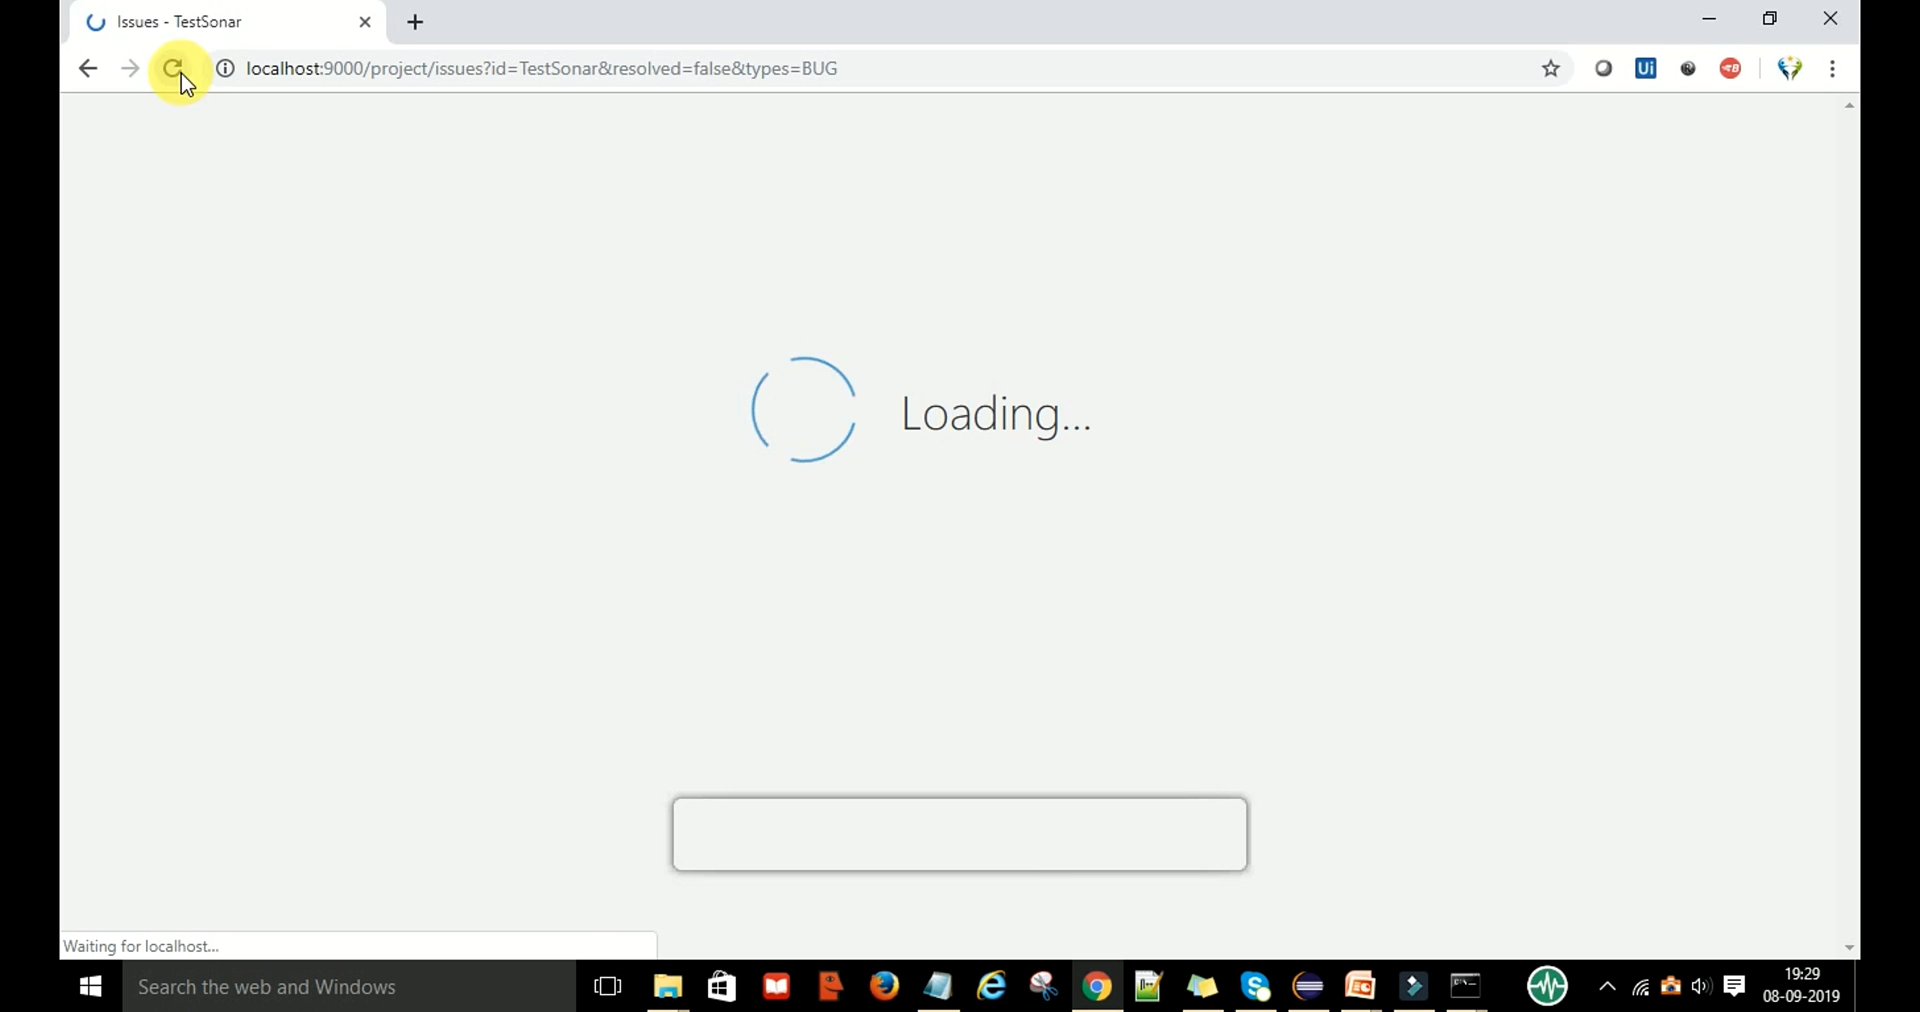 Issues - TestSonar
localhost:9000/project/issues?id=TestSonar&resolved=false&types=BUG
Ui
Loading...
Waiting for localhost...
Search the web and Windows
19:29
08-09-2019